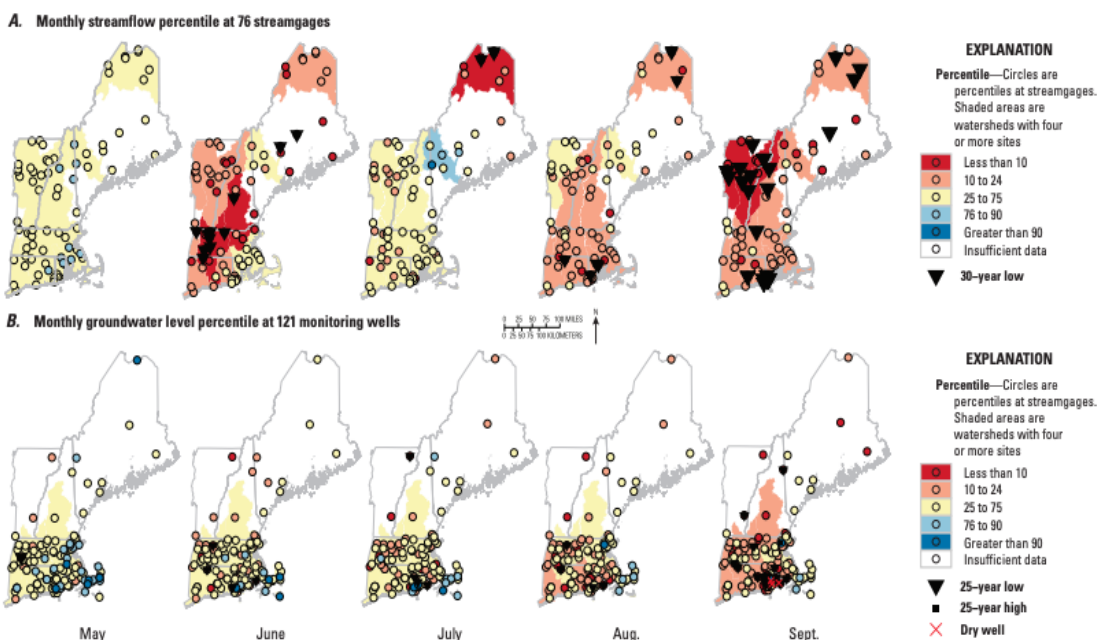 A. Monthly streamflow percentile at 76 streamgages
EXPLANATION
Percentile—Circles are
percentiles at streamgages.
Shaded areas are
watersheds with four
or more sites
Less than 10
10 to 24
25 to 75
76 to 90
Greater than 90
Insufficient data
30–year low
B. Monthly groundwater level percentile at 121 monitoring wells
0 25 50 75 100 MILES
0 25 50 75 100 KILOMETERS
N
EXPLANATION
Percentile—Circles are
percentiles at streamgages.
Shaded areas are
watersheds with four
or more sites
Less than 10
10 to 24
25 to 75
76 to 90
Greater than 90
Insufficient data
25–year low
25–year high
Dry well
May June July Aug. Sept.